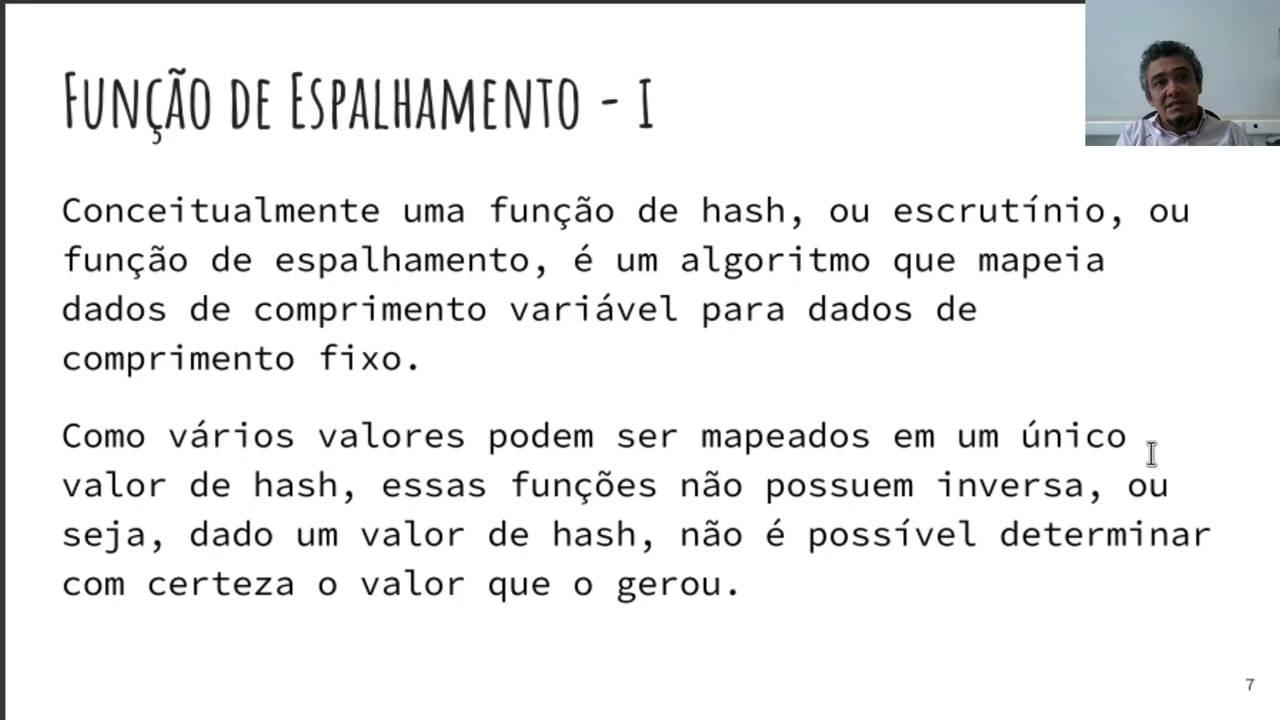 Função de Espalhamento - I
Conceitualmente uma função de hash, ou escrutínio, ou
função de espalhamento, é um algoritmo que mapeia
dados de comprimento variável para dados de
comprimento fixo.
Como vários valores podem ser mapeados em um único
valor de hash, essas funções não possuem inversa, ou
seja, dado um valor de hash, não é possível determinar
com certeza o valor que o gerou.
7